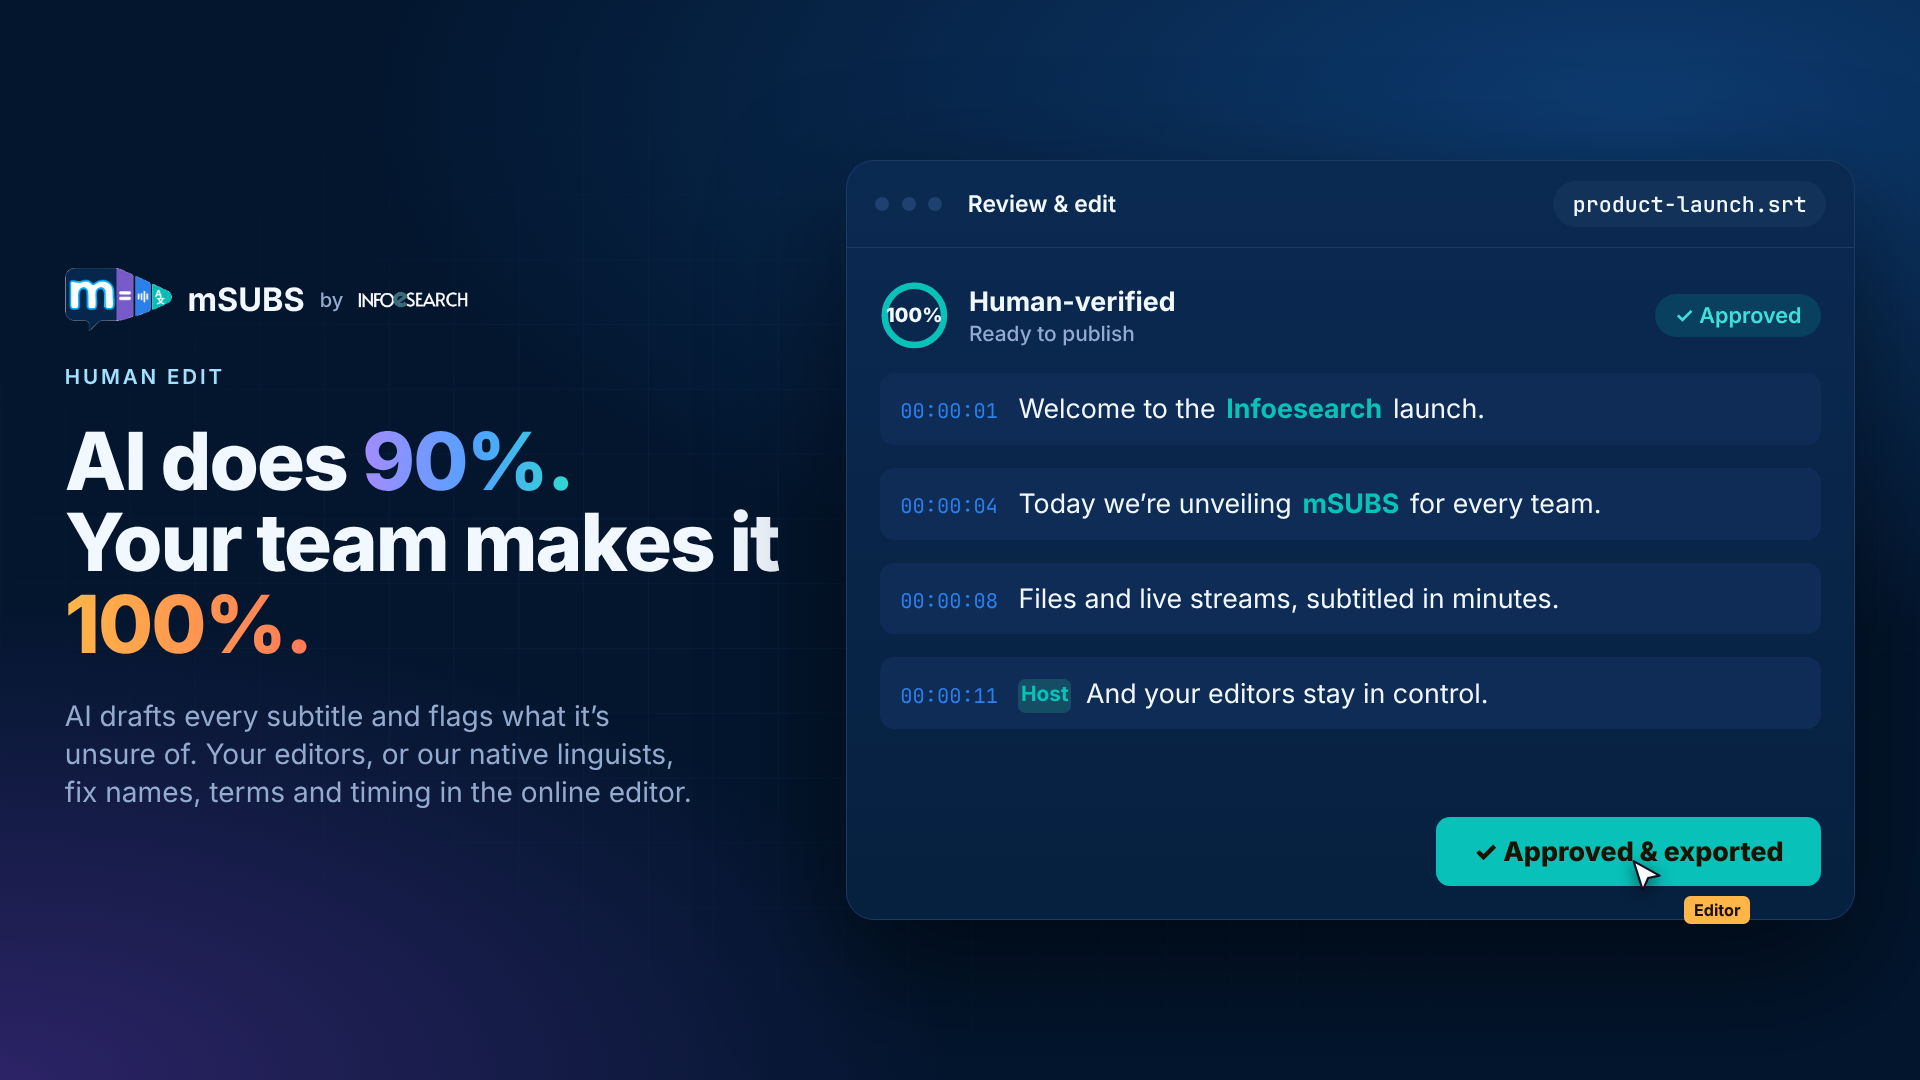 m
mSUBS by INFOeSEARCH
HUMAN EDIT
AI does 90%.
Your team makes it
100%.
AI drafts every subtitle and flags what it’s
unsure of. Your editors, or our native linguists,
fix names, terms and timing in the online editor.
Review & edit
product-launch.srt
100%
Human-verified
Ready to publish
✓ Approved
00:00:01 Welcome to the Infoesearch launch.
00:00:04 Today we’re unveiling mSUBS for every team.
00:00:08 Files and live streams, subtitled in minutes.
00:00:11 Host And your editors stay in control.
✓ Approved & exported
Editor